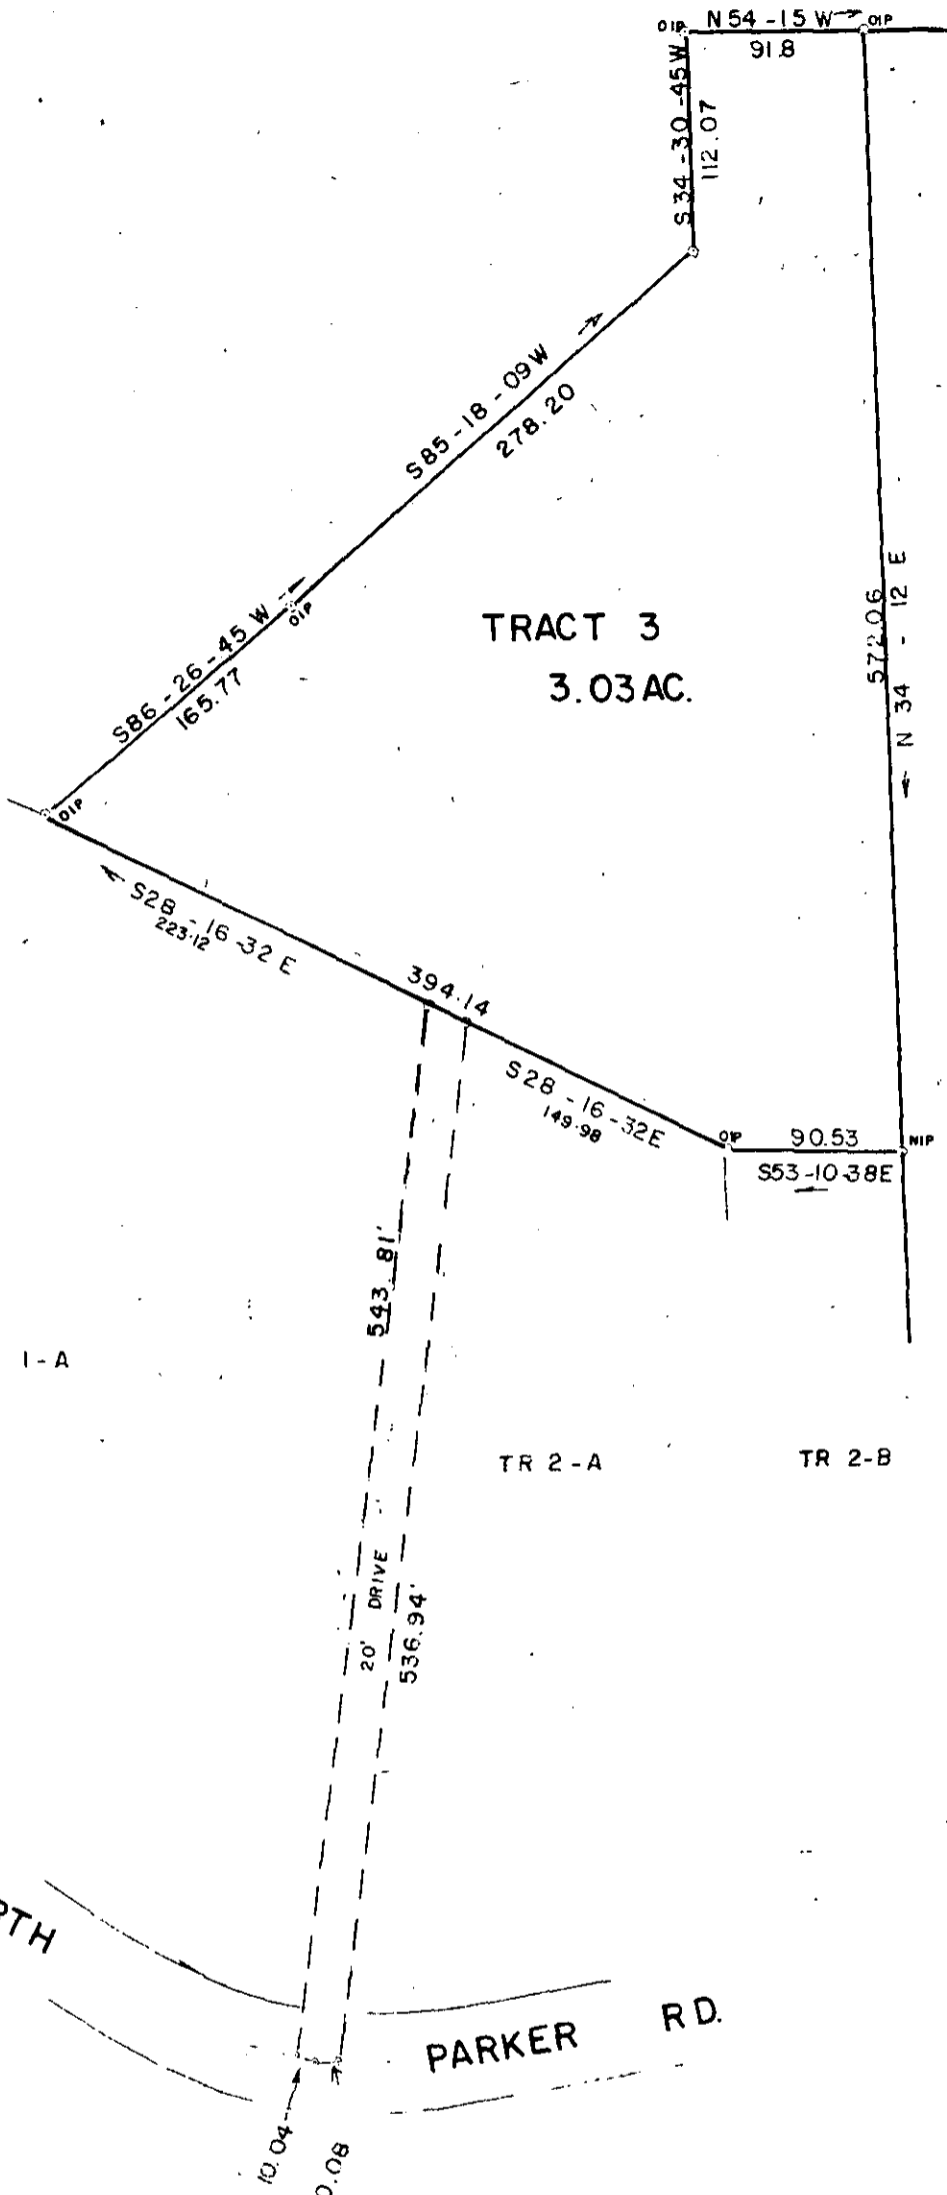 N 54 - 15 W
OIP
OIP
91.8
S 34 - 30 - 45 W
112.07
S 85 - 18 - 09 W
278.20
N 34 - 12 E
572.06
S86 - 26 - 45 W
165.77
OIP
TRACT 3
3.03 AC.
OIP
S28 - 16 - 32 E
223.12
394.14
S28 - 16 - 32E
149.98
OIP
90.53
NIP
S53 - 10 - 38E
543.81'
1 - A
TR 2 - A
TR 2 - B
20' DRIVE
536.94'
PARKER RD.
10.04